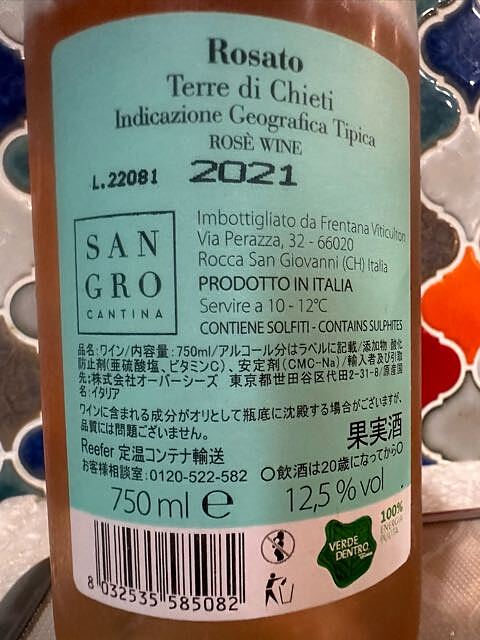 Rosato
Terre di Chieti
Indicazione Geografica Tipica
ROSÈ WINE
L.22081 2021
SAN
GRO
CANTINA
Imbottigliato da Frentana Viticoltori
Via Perazza, 32 - 66020
Rocca San Giovanni (CH) Italia
PRODOTTO IN ITALIA
Servire a 10 - 12°C
CONTIENE SOLFITI - CONTAINS SULPHITES
品名:ワイン/内容量:750ml/アルコール分はラベルに記載/添加物:酸化
防止剤(亜硫酸塩、ビタミンC)、安定剤(CMC-Na)/輸入者及び引取
先:株式会社オーバーシーズ 東京都世田谷区代田2-31-8/原産国
名:イタリア
ワインに含まれる成分がオリとして瓶底に沈殿する場合がございますが、
品質には問題ございません。
果実酒
Reefer 定温コンテナ輸送
お客様相談室:0120-522-582 ○飲酒は20歳になってから○
750 ml e 12,5 % vol
8 032535 585082
VERDE
DENTRO
100%
ENERGIA
PULITA